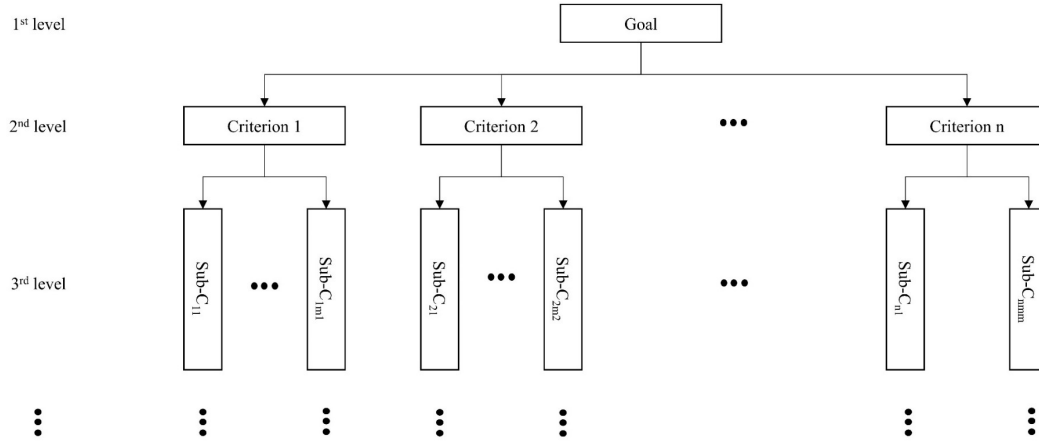 1st level
Goal
2nd level
Criterion 1
Criterion 2
•••
Criterion n
3rd level
Sub-C11
•••
Sub-C1m1
Sub-C21
•••
Sub-C2m2
•••
Sub-Cn1
Sub-Cnmm